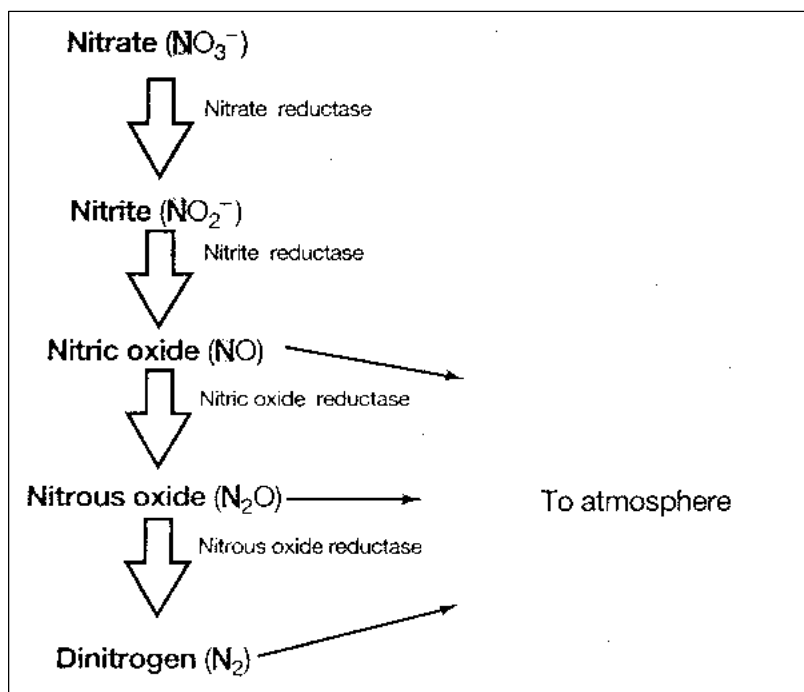 Nitrate (NO₃⁻)
Nitrate reductase
Nitrite (NO₂⁻)
Nitrite reductase
Nitric oxide (NO)
Nitric oxide reductase
Nitrous oxide (N₂O)
To atmosphere
Nitrous oxide reductase
Dinitrogen (N₂)